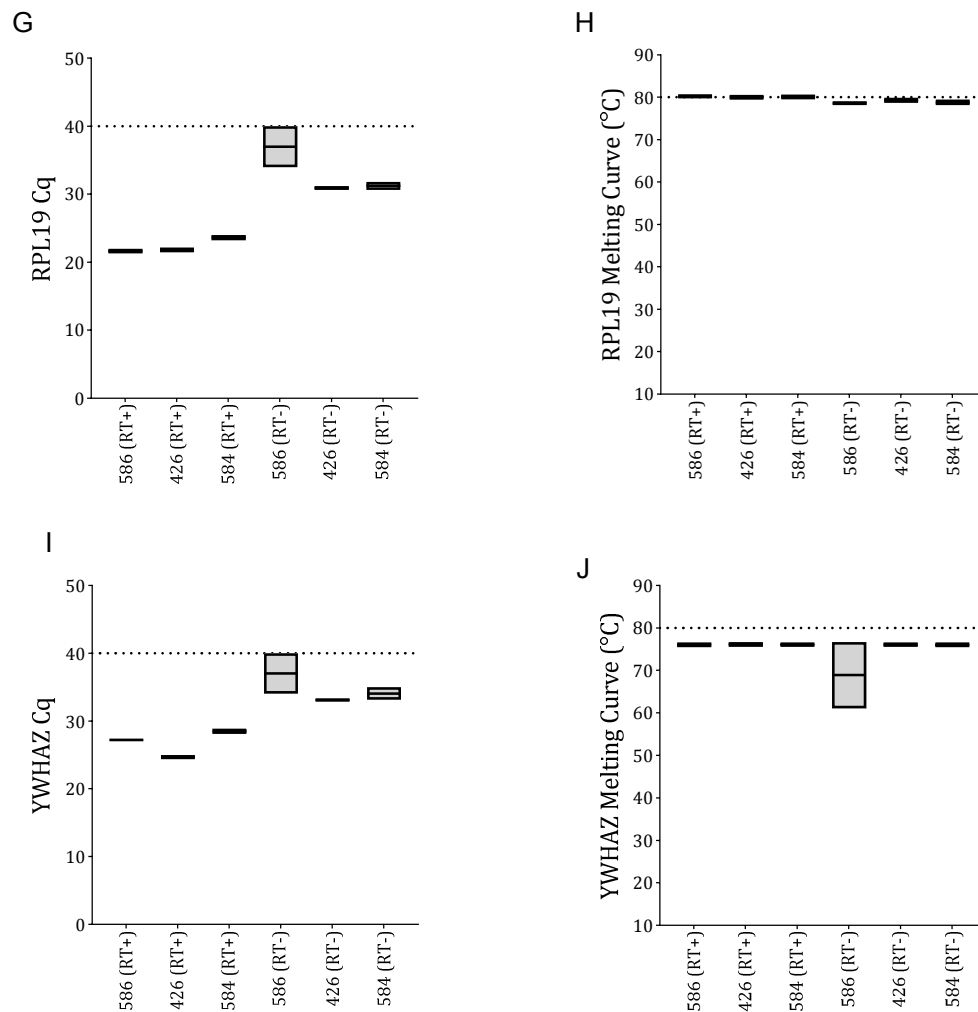 G
RPL19 Cq
50
40
30
20
10
0
586 (RT+)
426 (RT+)
584 (RT+)
586 (RT-)
426 (RT-)
584 (RT-)
H
RPL19 Melting Curve (°C)
90
80
70
60
50
40
30
20
10
586 (RT+)
426 (RT+)
584 (RT+)
586 (RT-)
426 (RT-)
584 (RT-)
I
YWHAZ Cq
50
40
30
20
10
0
586 (RT+)
426 (RT+)
584 (RT+)
586 (RT-)
426 (RT-)
584 (RT-)
J
YWHAZ Melting Curve (°C)
90
80
70
60
50
40
30
20
10
586 (RT+)
426 (RT+)
584 (RT+)
586 (RT-)
426 (RT-)
584 (RT-)